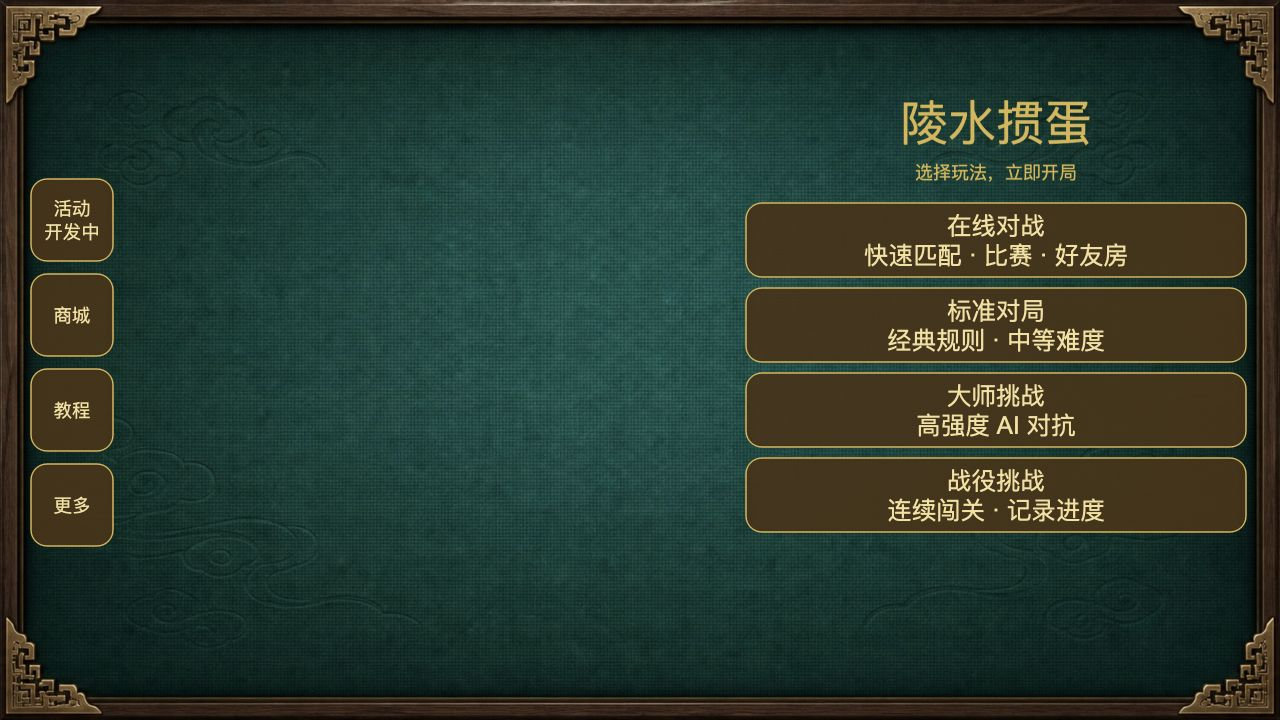 陵水掼蛋
选择玩法，立即开局
活动
开发中
商城
教程
更多
在线对战
快速匹配 · 比赛 · 好友房
标准对局
经典规则 · 中等难度
大师挑战
高强度 AI 对抗
战役挑战
连续闯关 · 记录进度